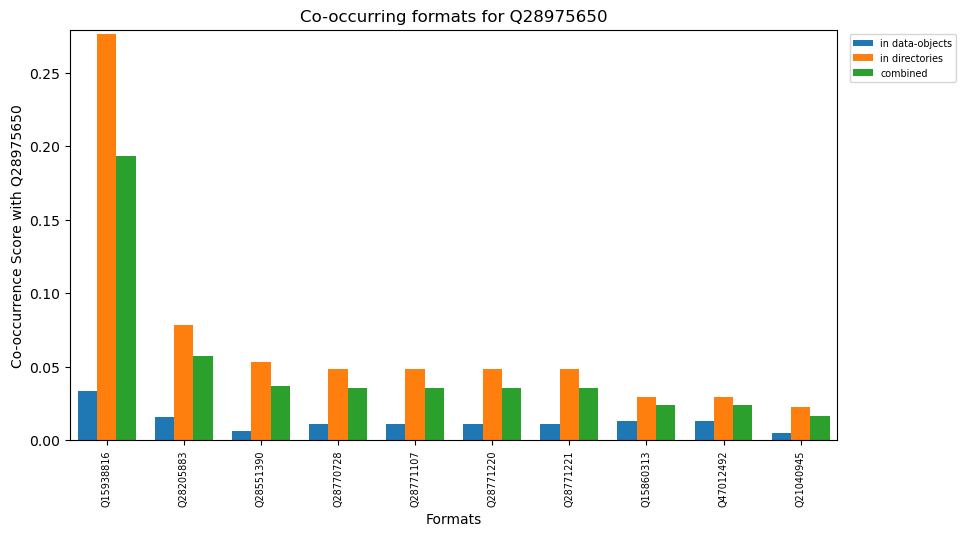 Co-occurring formats for Q28975650
in data-objects
in directories
combined
Co-occurrence Score with Q28975650
0.25
0.20
0.15
0.10
0.05
0.00
Q15938816
Q28205883
Q28551390
Q28770728
Q28771107
Q28771220
Q28771221
Q15860313
Q47012492
Q21040945
Formats